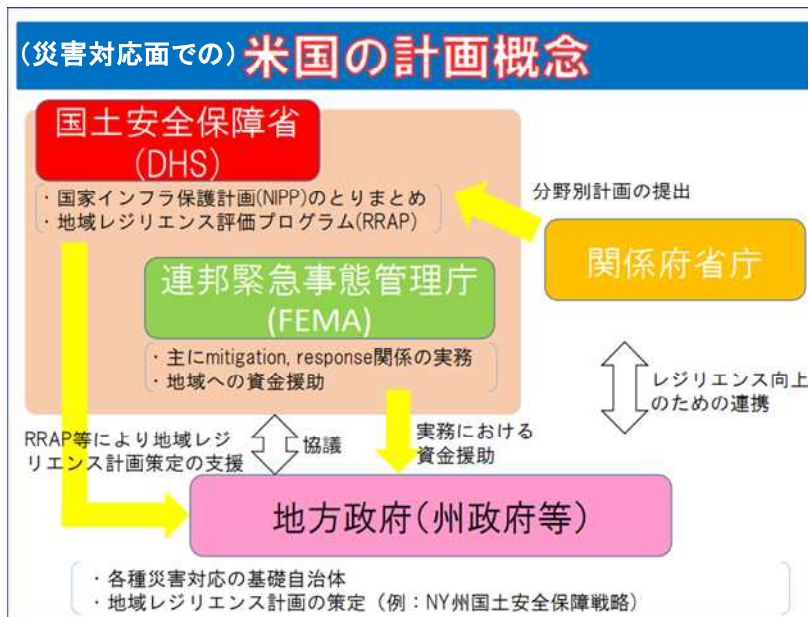 (災害対応面での)米国の計画概念
国土安全保障省
(DHS)
・国家インフラ保護計画(NIPP)のとりまとめ
・地域レジリエンス評価プログラム(RRAP)
分野別計画の提出
関係府省庁
連邦緊急事態管理庁
(FEMA)
・主にmitigation, response関係の実務
・地域への資金援助
レジリエンス向上
のための連携
RRAP等により地域レジ
リエンス計画策定の支援
協議
実務における
資金援助
地方政府(州政府等)
・各種災害対応の基礎自治体
・地域レジリエンス計画の策定（例：NY州国土安全保障戦略）